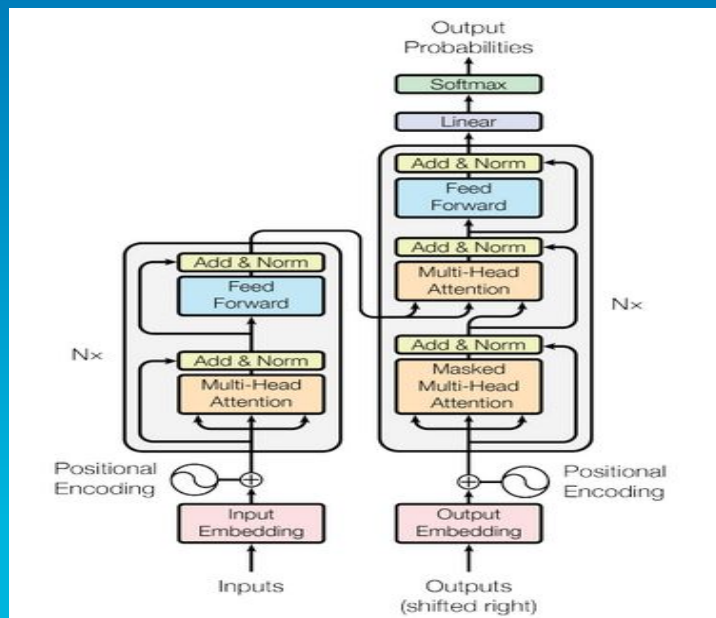 Output
Probabilities
Softmax
Linear
Add & Norm
Feed
Forward
Add & Norm
Multi-Head
Attention
Add & Norm
Masked
Multi-Head
Attention
Nx
Add & Norm
Feed
Forward
Add & Norm
Multi-Head
Attention
Nx
Positional
Encoding
Positional
Encoding
Input
Embedding
Output
Embedding
Inputs
Outputs
(shifted right)